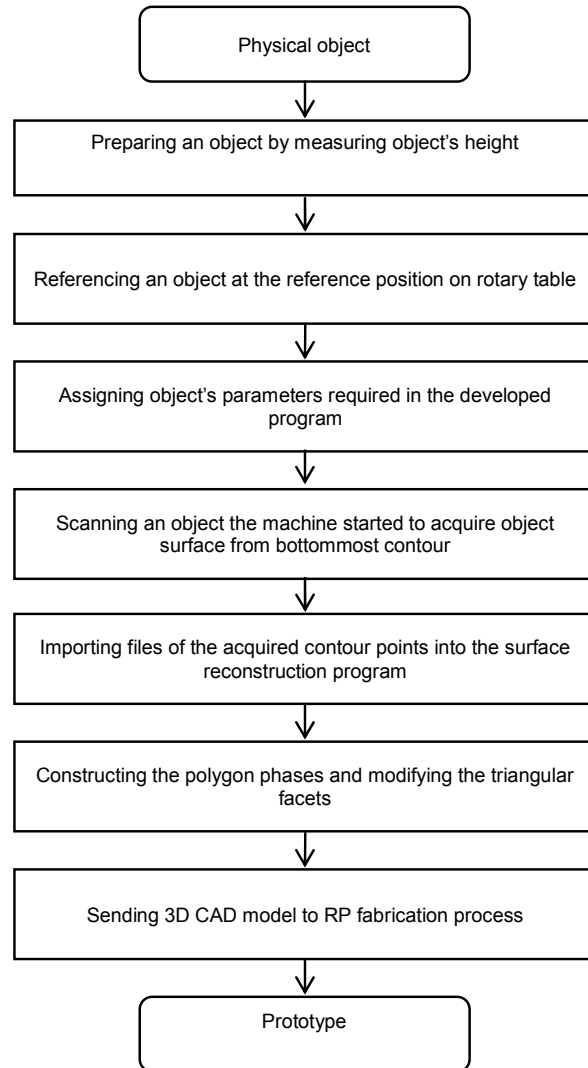 Physical object
Preparing an object by measuring object's height
Referencing an object at the reference position on rotary table
Assigning object's parameters required in the developed
program
Scanning an object the machine started to acquire object
surface from bottommost contour
Importing files of the acquired contour points into the surface
reconstruction program
Constructing the polygon phases and modifying the triangular
facets
Sending 3D CAD model to RP fabrication process
Prototype